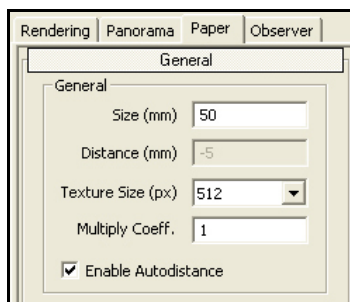 Rendering Panorama Paper Observer
General
General
Size (mm) 50
Distance (mm) -5
Texture Size (px) 512
Multiply Coeff. 1
Enable Autodistance